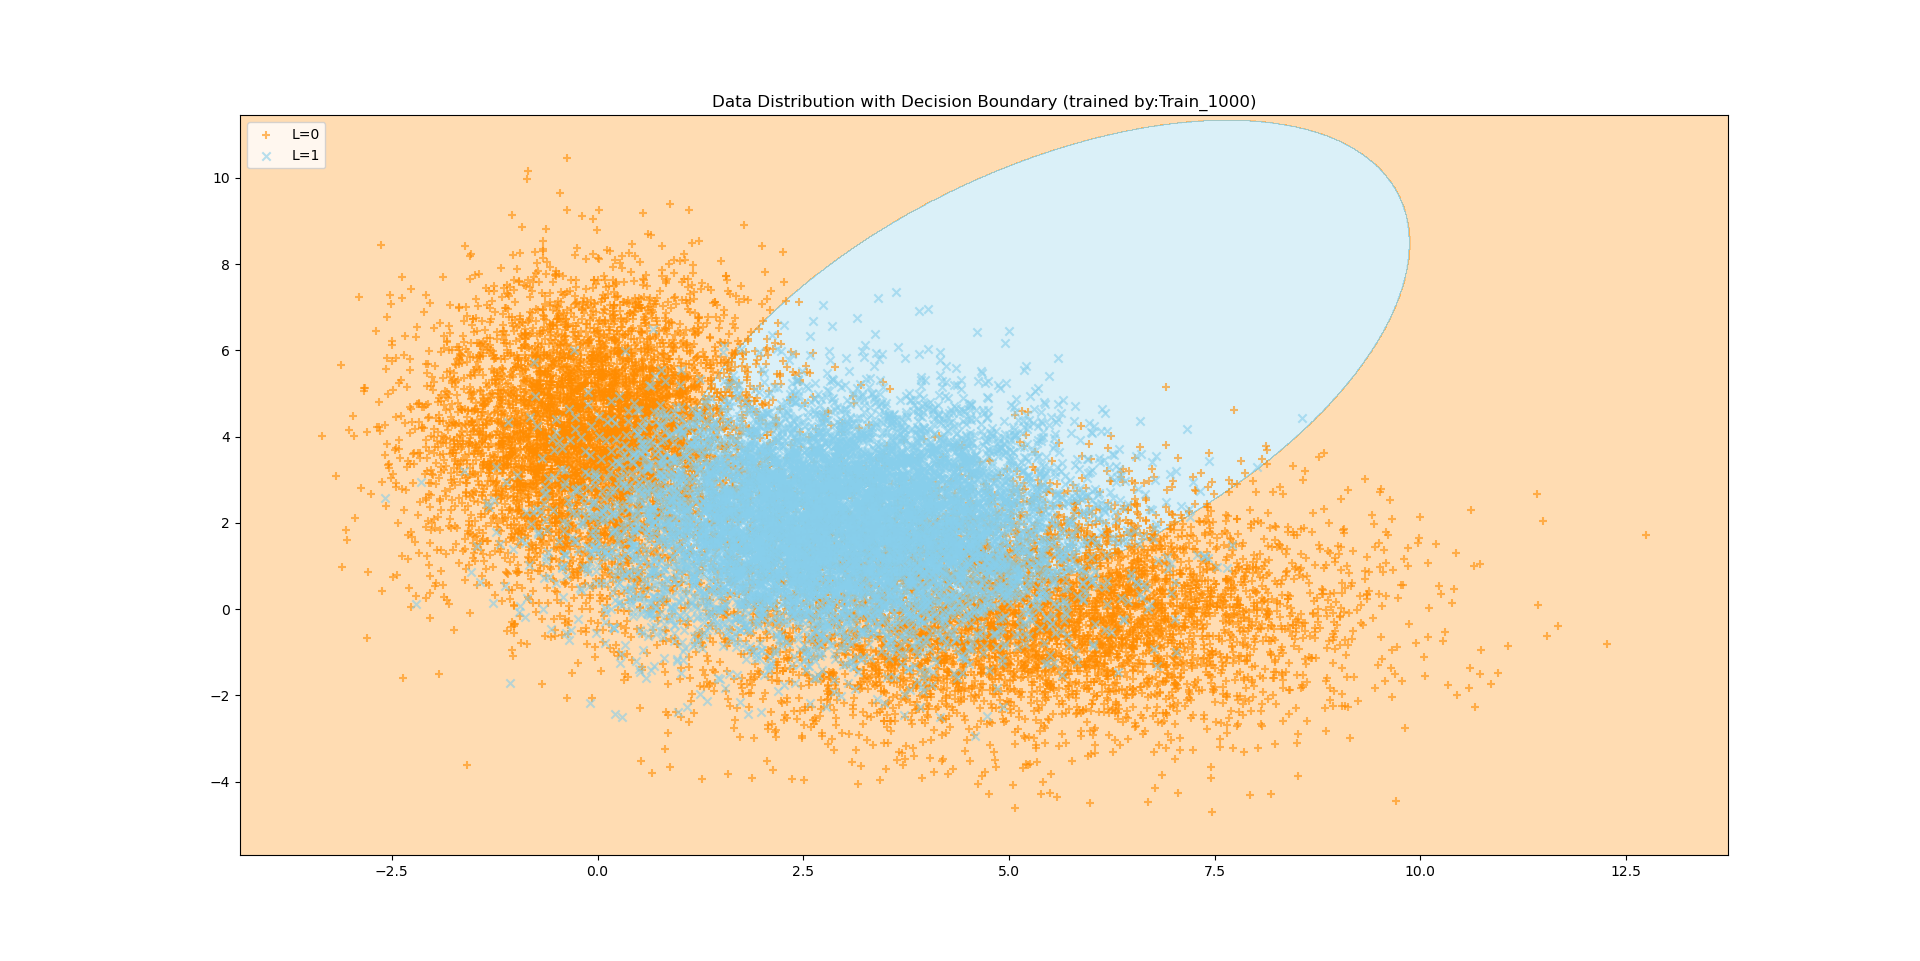 Data Distribution with Decision Boundary (trained by:Train_1000)
L=0
L=1
10
8
6
4
2
0
−2
−4
−2.5 0.0 2.5 5.0 7.5 10.0 12.5